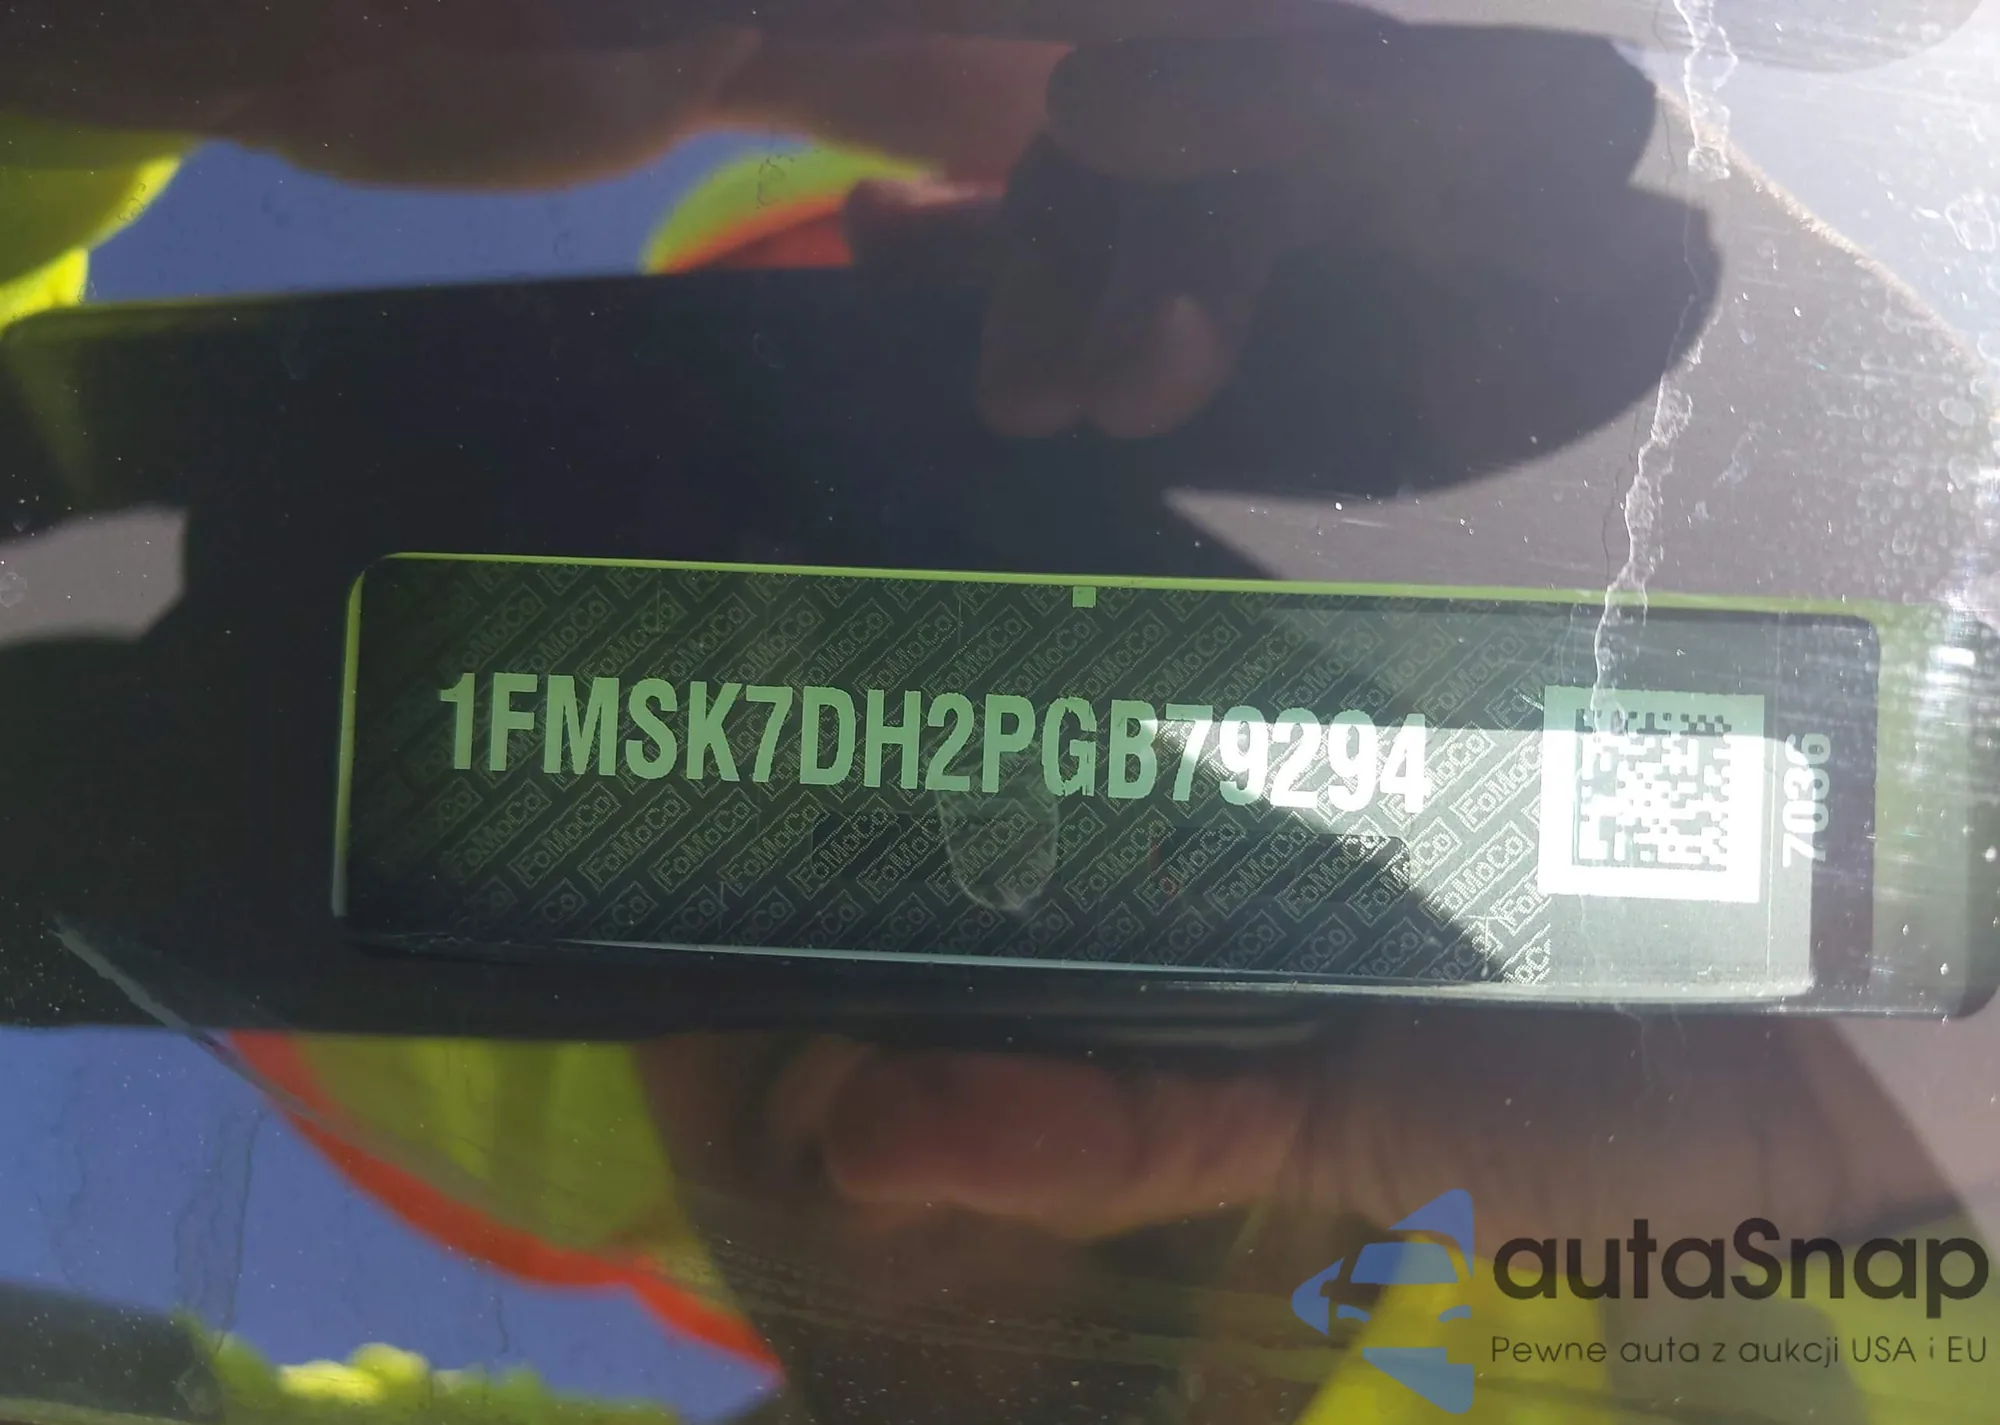 1FMSK7DH2PGB79294
7036
FoMoCo
autaSnap
Pewne auta z aukcji USA i EU